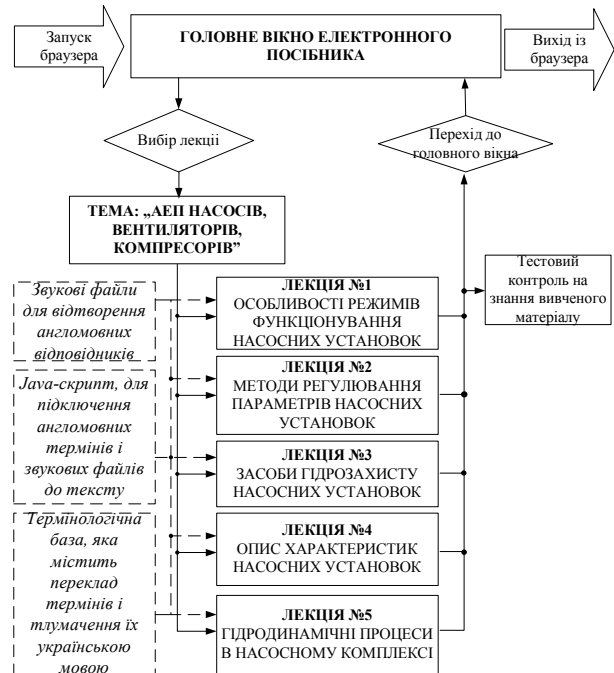 Запуск
браузера
ГОЛОВНЕ ВІКНО ЕЛЕКТРОННОГО
ПОСІБНИКА
Вихід із
браузера
Вибір лекції
Перехід до
головного вікна
ТЕМА: „АЕП НАСОСІВ,
ВЕНТИЛЯТОРІВ,
КОМПРЕСОРІВ”
Звукові файли
для відтворення
англомовних
відповідників
Java-скрипт, для
підключення
англомовних
термінів і
звукових файлів
до тексту
Термінологічна
база, яка
містить
переклад
термінів і
тлумачення їх
українською
мовою
ЛЕКЦІЯ №1
ОСОБЛИВОСТІ РЕЖИМІВ
ФУНКЦІОНУВАННЯ
НАСОСНИХ УСТАНОВОК
ЛЕКЦІЯ №2
МЕТОДИ РЕГУЛЮВАННЯ
ПАРАМЕТРІВ НАСОСНИХ
УСТАНОВОК
ЛЕКЦІЯ №3
ЗАСОБИ ГІДРОЗАХИСТУ
НАСОСНИХ УСТАНОВОК
ЛЕКЦІЯ №4
ОПИС ХАРАКТЕРИСТИК
НАСОСНИХ УСТАНОВОК
ЛЕКЦІЯ №5
ГІДРОДИНАМІЧНІ ПРОЦЕСИ
В НАСОСНОМУ КОМПЛЕКСІ
Тестовий
контроль на
знання вивченого
матеріалу